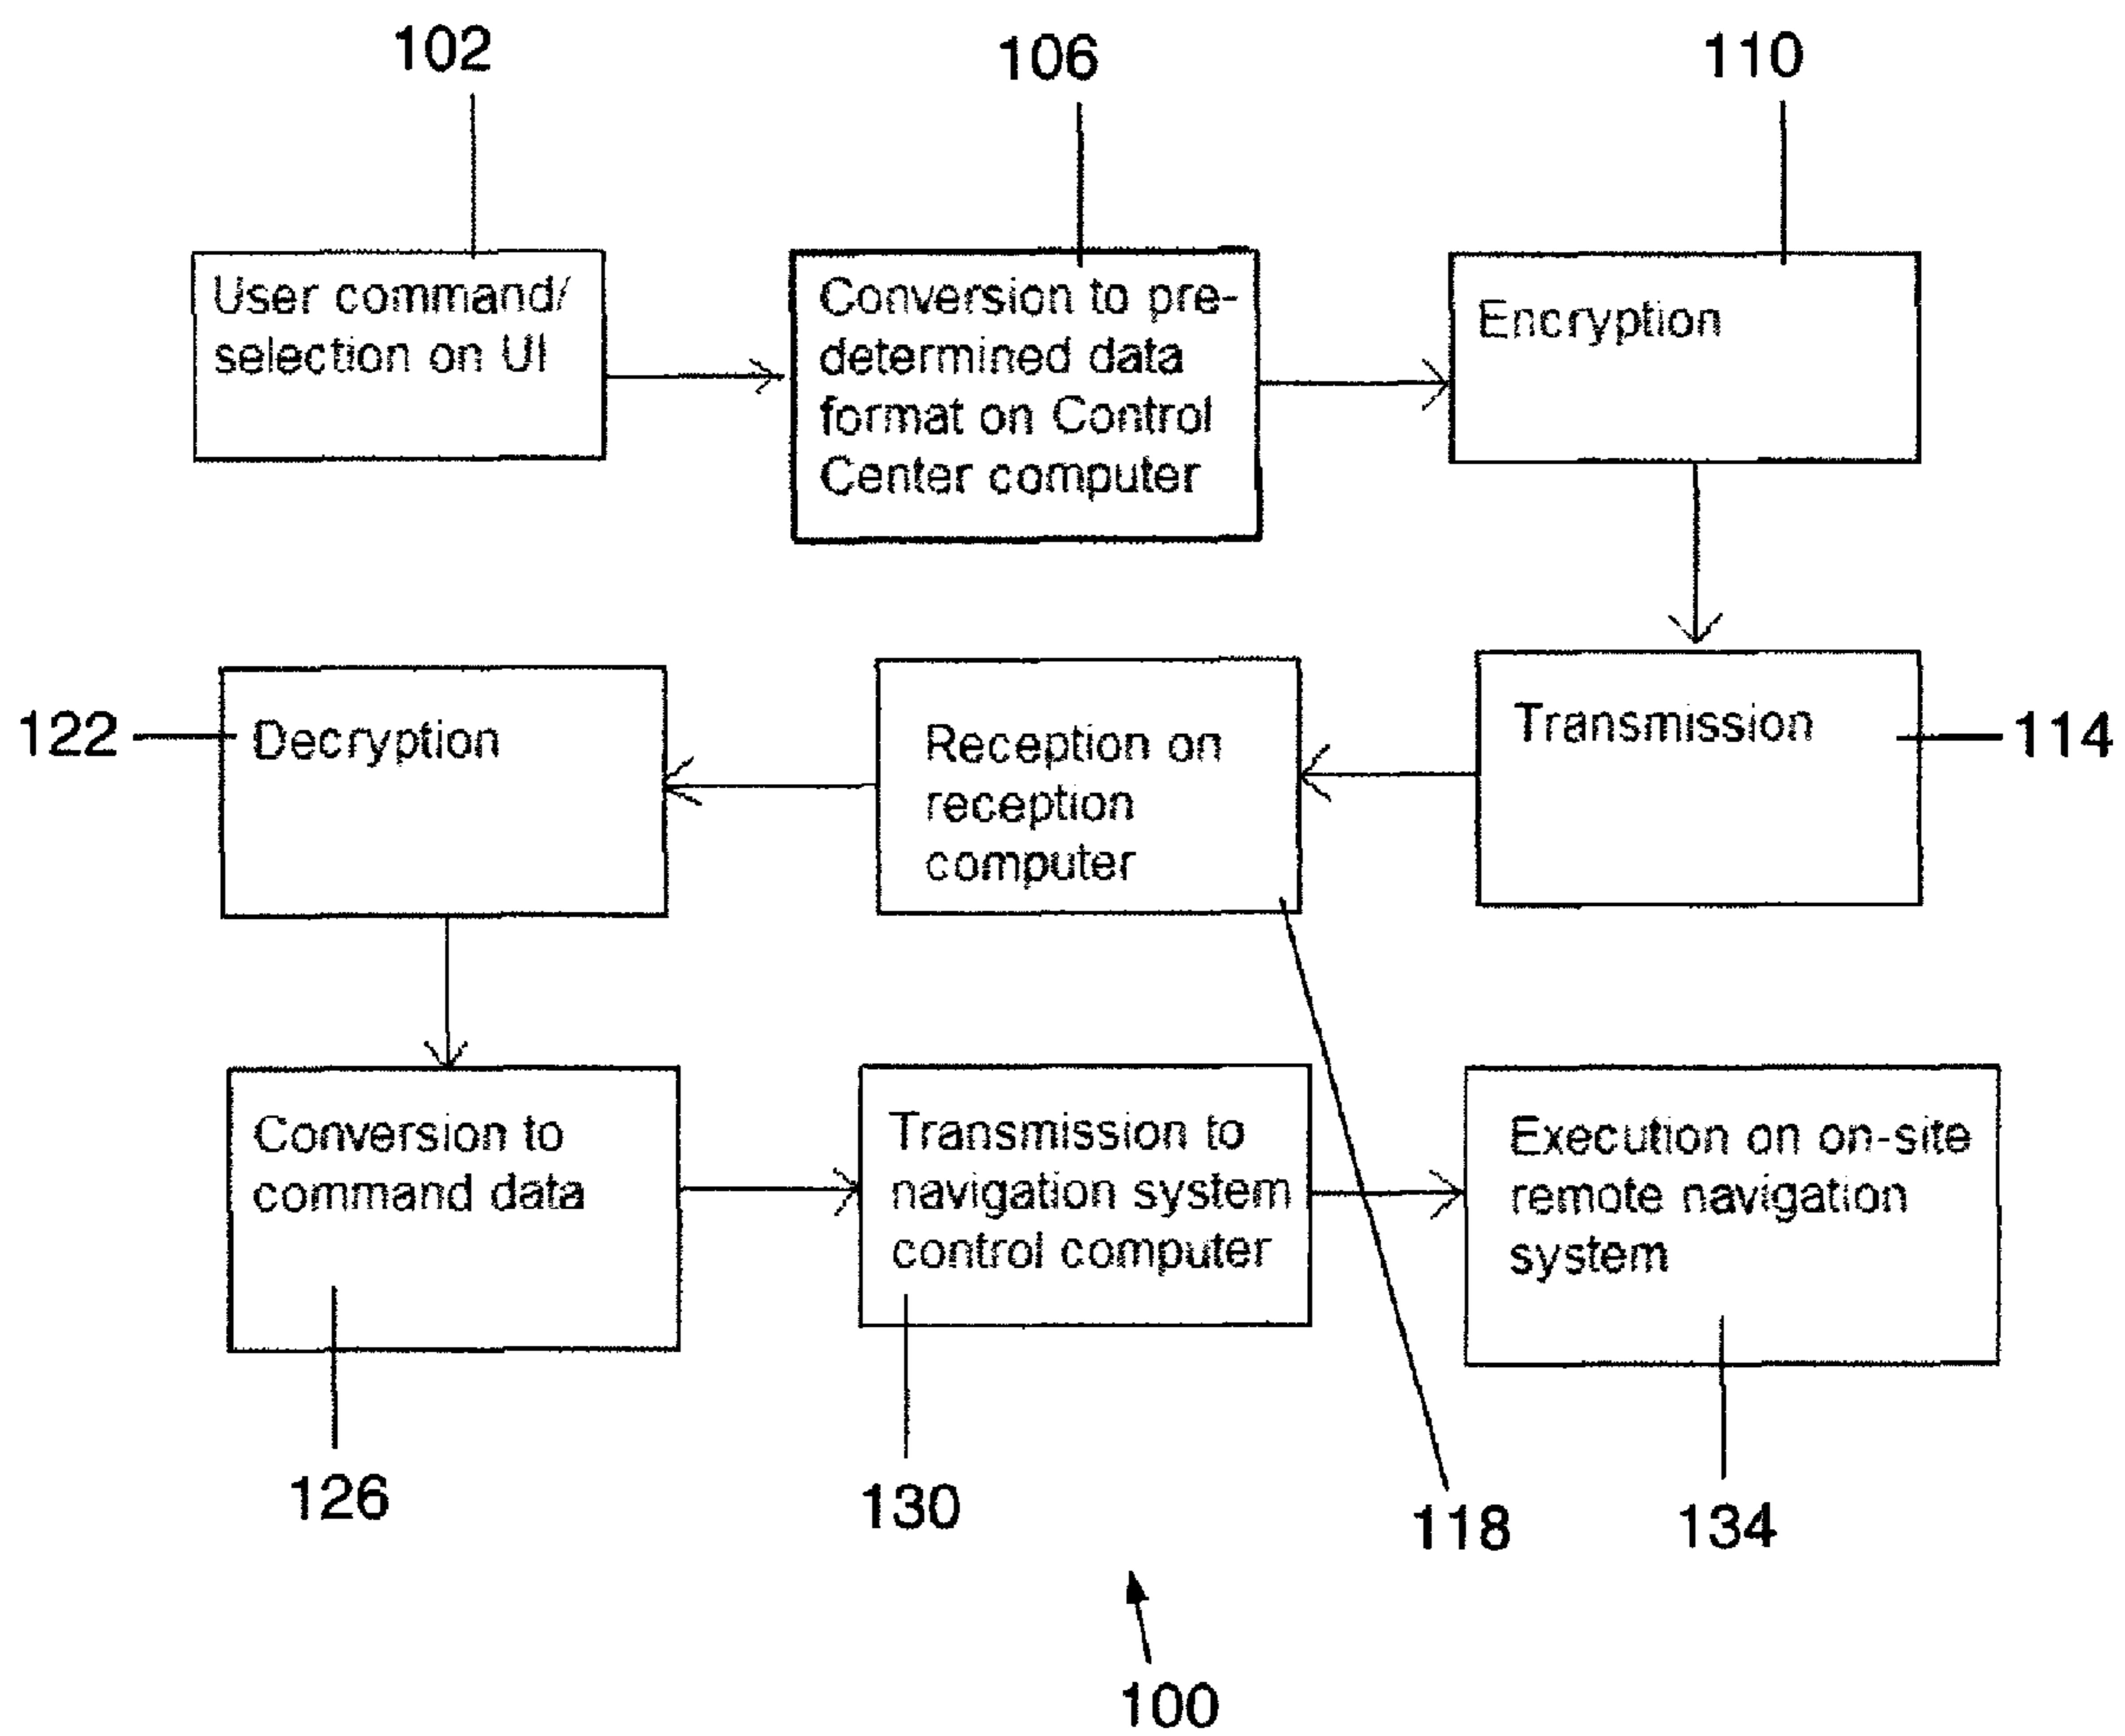 102
106
110
User command/
selection on UI
Conversion to pre-
determined data
format on Control
Center computer
Encryption
122
Decryption
Reception on
reception
computer
Transmission
114
Conversion to
command data
Transmission to
navigation system
control computer
Execution on on-site
remote navigation
system
126
130
118
134
100